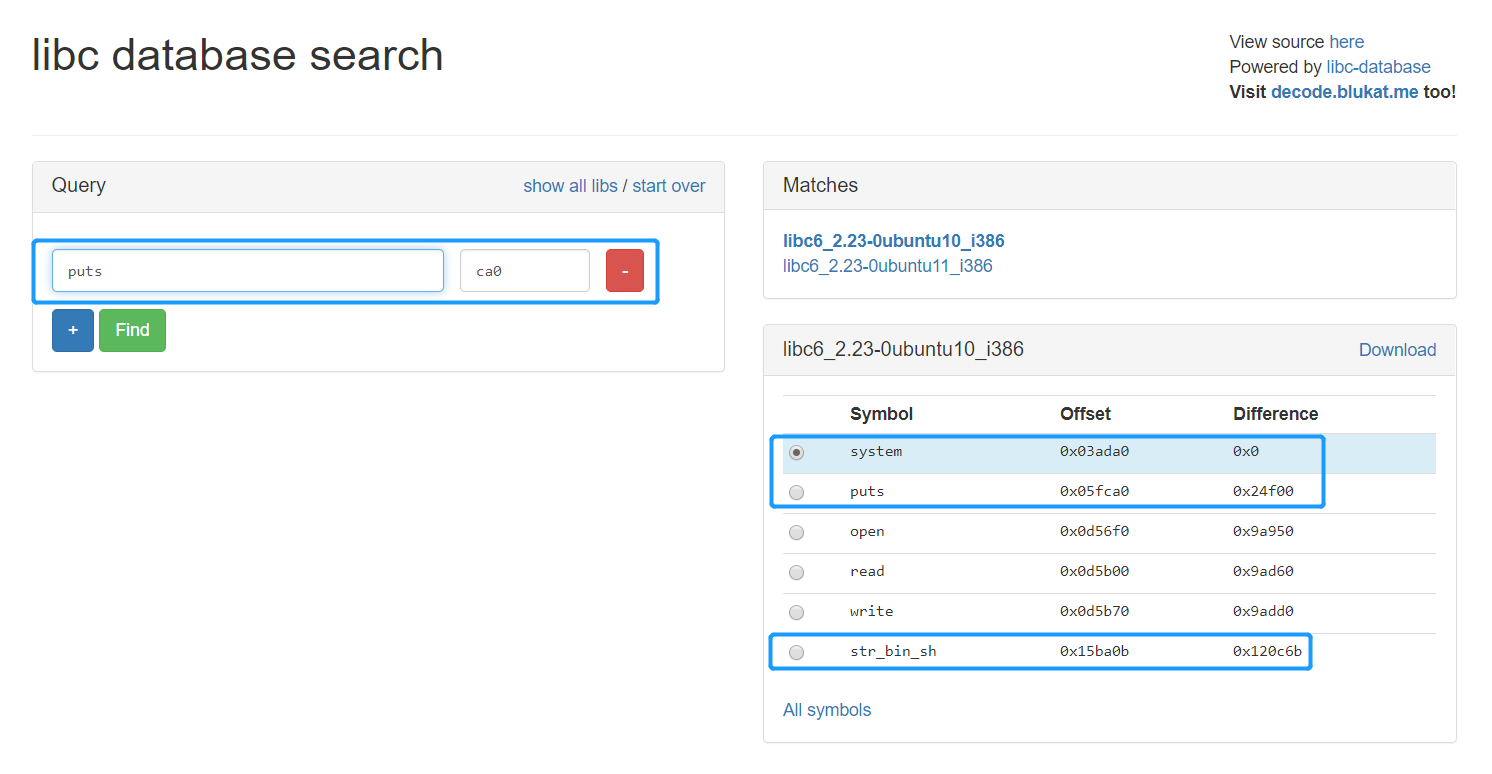 libc database search
View source here
Powered by libc-database
Visit decode.blukat.me too!
Query
show all libs / start over
puts
ca0
-
+
Find
Matches
libc6_2.23-0ubuntu10_i386
libc6_2.23-0ubuntu11_i386
libc6_2.23-0ubuntu10_i386
Download
Symbol Offset Difference
system 0x03ada0 0x0
puts 0x05fca0 0x24f00
open 0x0d56f0 0x9a950
read 0x0d5b00 0x9ad60
write 0x0d5b70 0x9add0
str_bin_sh 0x15ba0b 0x120c6b
All symbols